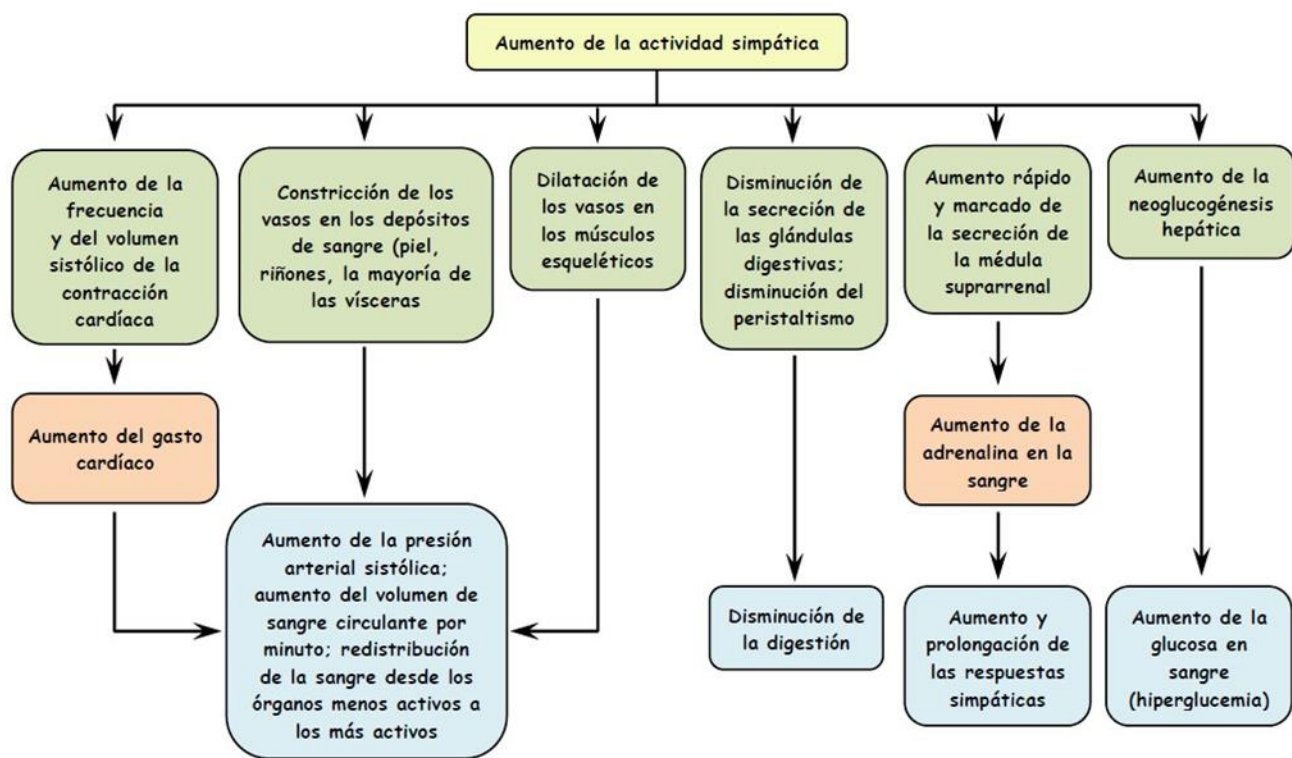 Aumento de la actividad simpática
Aumento de la
frecuencia
y del volumen
sistólico de la
contracción
cardíaca
Constricción de los
vasos en los depósitos
de sangre (piel,
riñones, la mayoría de
las vísceras
Dilatación de
los vasos en
los músculos
esqueléticos
Disminución de
la secreción de
las glándulas
digestivas;
disminución del
peristaltismo
Aumento rápido
y marcado de
la secreción de
la médula
suprarrenal
Aumento de la
neoglucogénesis
hepática
Aumento del gasto
cardíaco
Aumento de la
adrenalina en la
sangre
Aumento de la presión
arterial sistólica;
aumento del volumen de
sangre circulante por
minuto; redistribución
de la sangre desde los
órganos menos activos a
los más activos
Disminución de
la digestión
Aumento y
prolongación de
las respuestas
simpáticas
Aumento de la
glucosa en
sangre
(hiperglucemia)